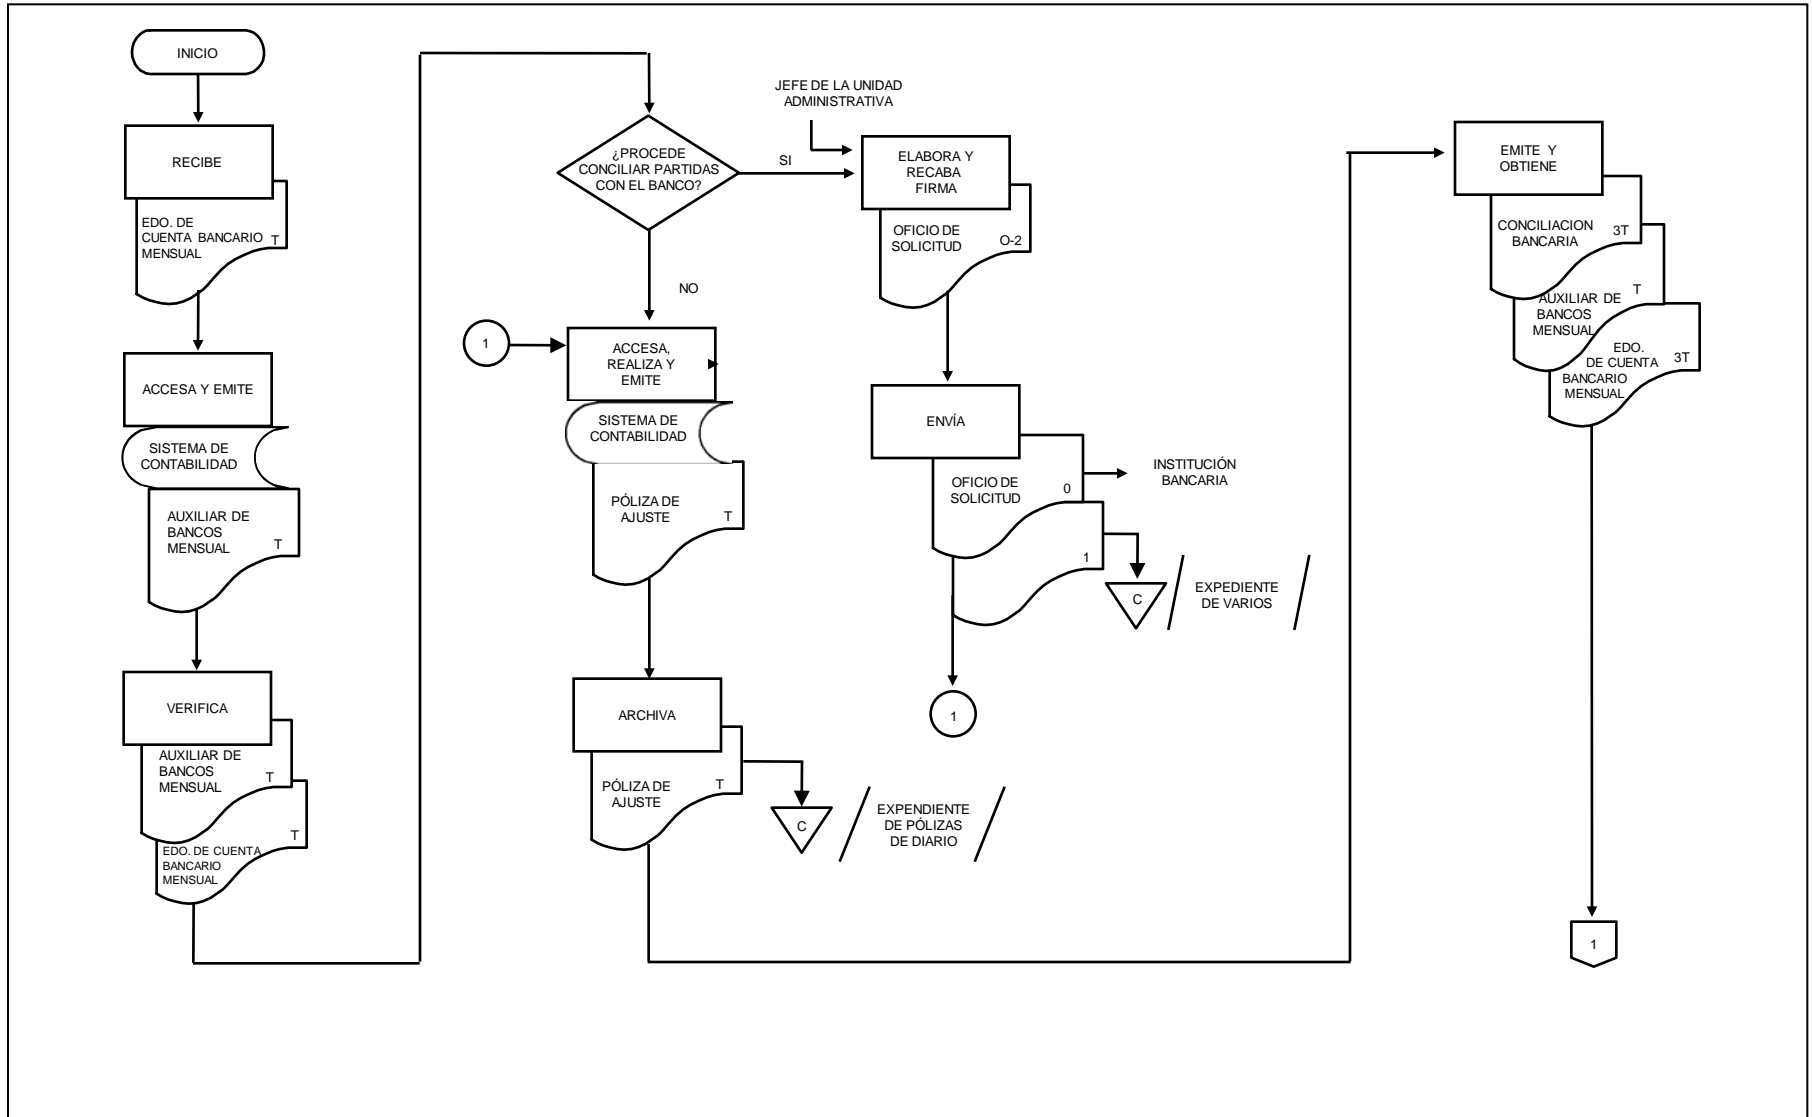 INICIO
RECIBE
EDO. DE
CUENTA BANCARIO
MENSUAL
T
ACCESA Y EMITE
SISTEMA DE
CONTABILIDAD
AUXILIAR DE
BANCOS
MENSUAL
T
VERIFICA
AUXILIAR DE
BANCOS
MENSUAL
T
T
EDO. DE CUENTA
BANCARIO
MENSUAL
¿PROCEDE
CONCILIAR PARTIDAS
CON EL BANCO?
SI
NO
1
ACCESA,
REALIZA Y
EMITE
SISTEMA DE
CONTABILIDAD
PÓLIZA DE
AJUSTE
T
ARCHIVA
PÓLIZA DE
AJUSTE
T
C
EXPENDIENTE
DE PÓLIZAS
DE DIARIO
JEFE DE LA UNIDAD
ADMINISTRATIVA
ELABORA Y
RECABA
FIRMA
OFICIO DE
SOLICITUD
O-2
ENVÍA
OFICIO DE
SOLICITUD
0
INSTITUCIÓN
BANCARIA
1
C
EXPEDIENTE
DE VARIOS
1
EMITE Y
OBTIENE
CONCILIACION
BANCARIA
3T
AUXILIAR DE
BANCOS
MENSUAL
T
EDO.
DE CUENTA
BANCARIO
MENSUAL
3T
1